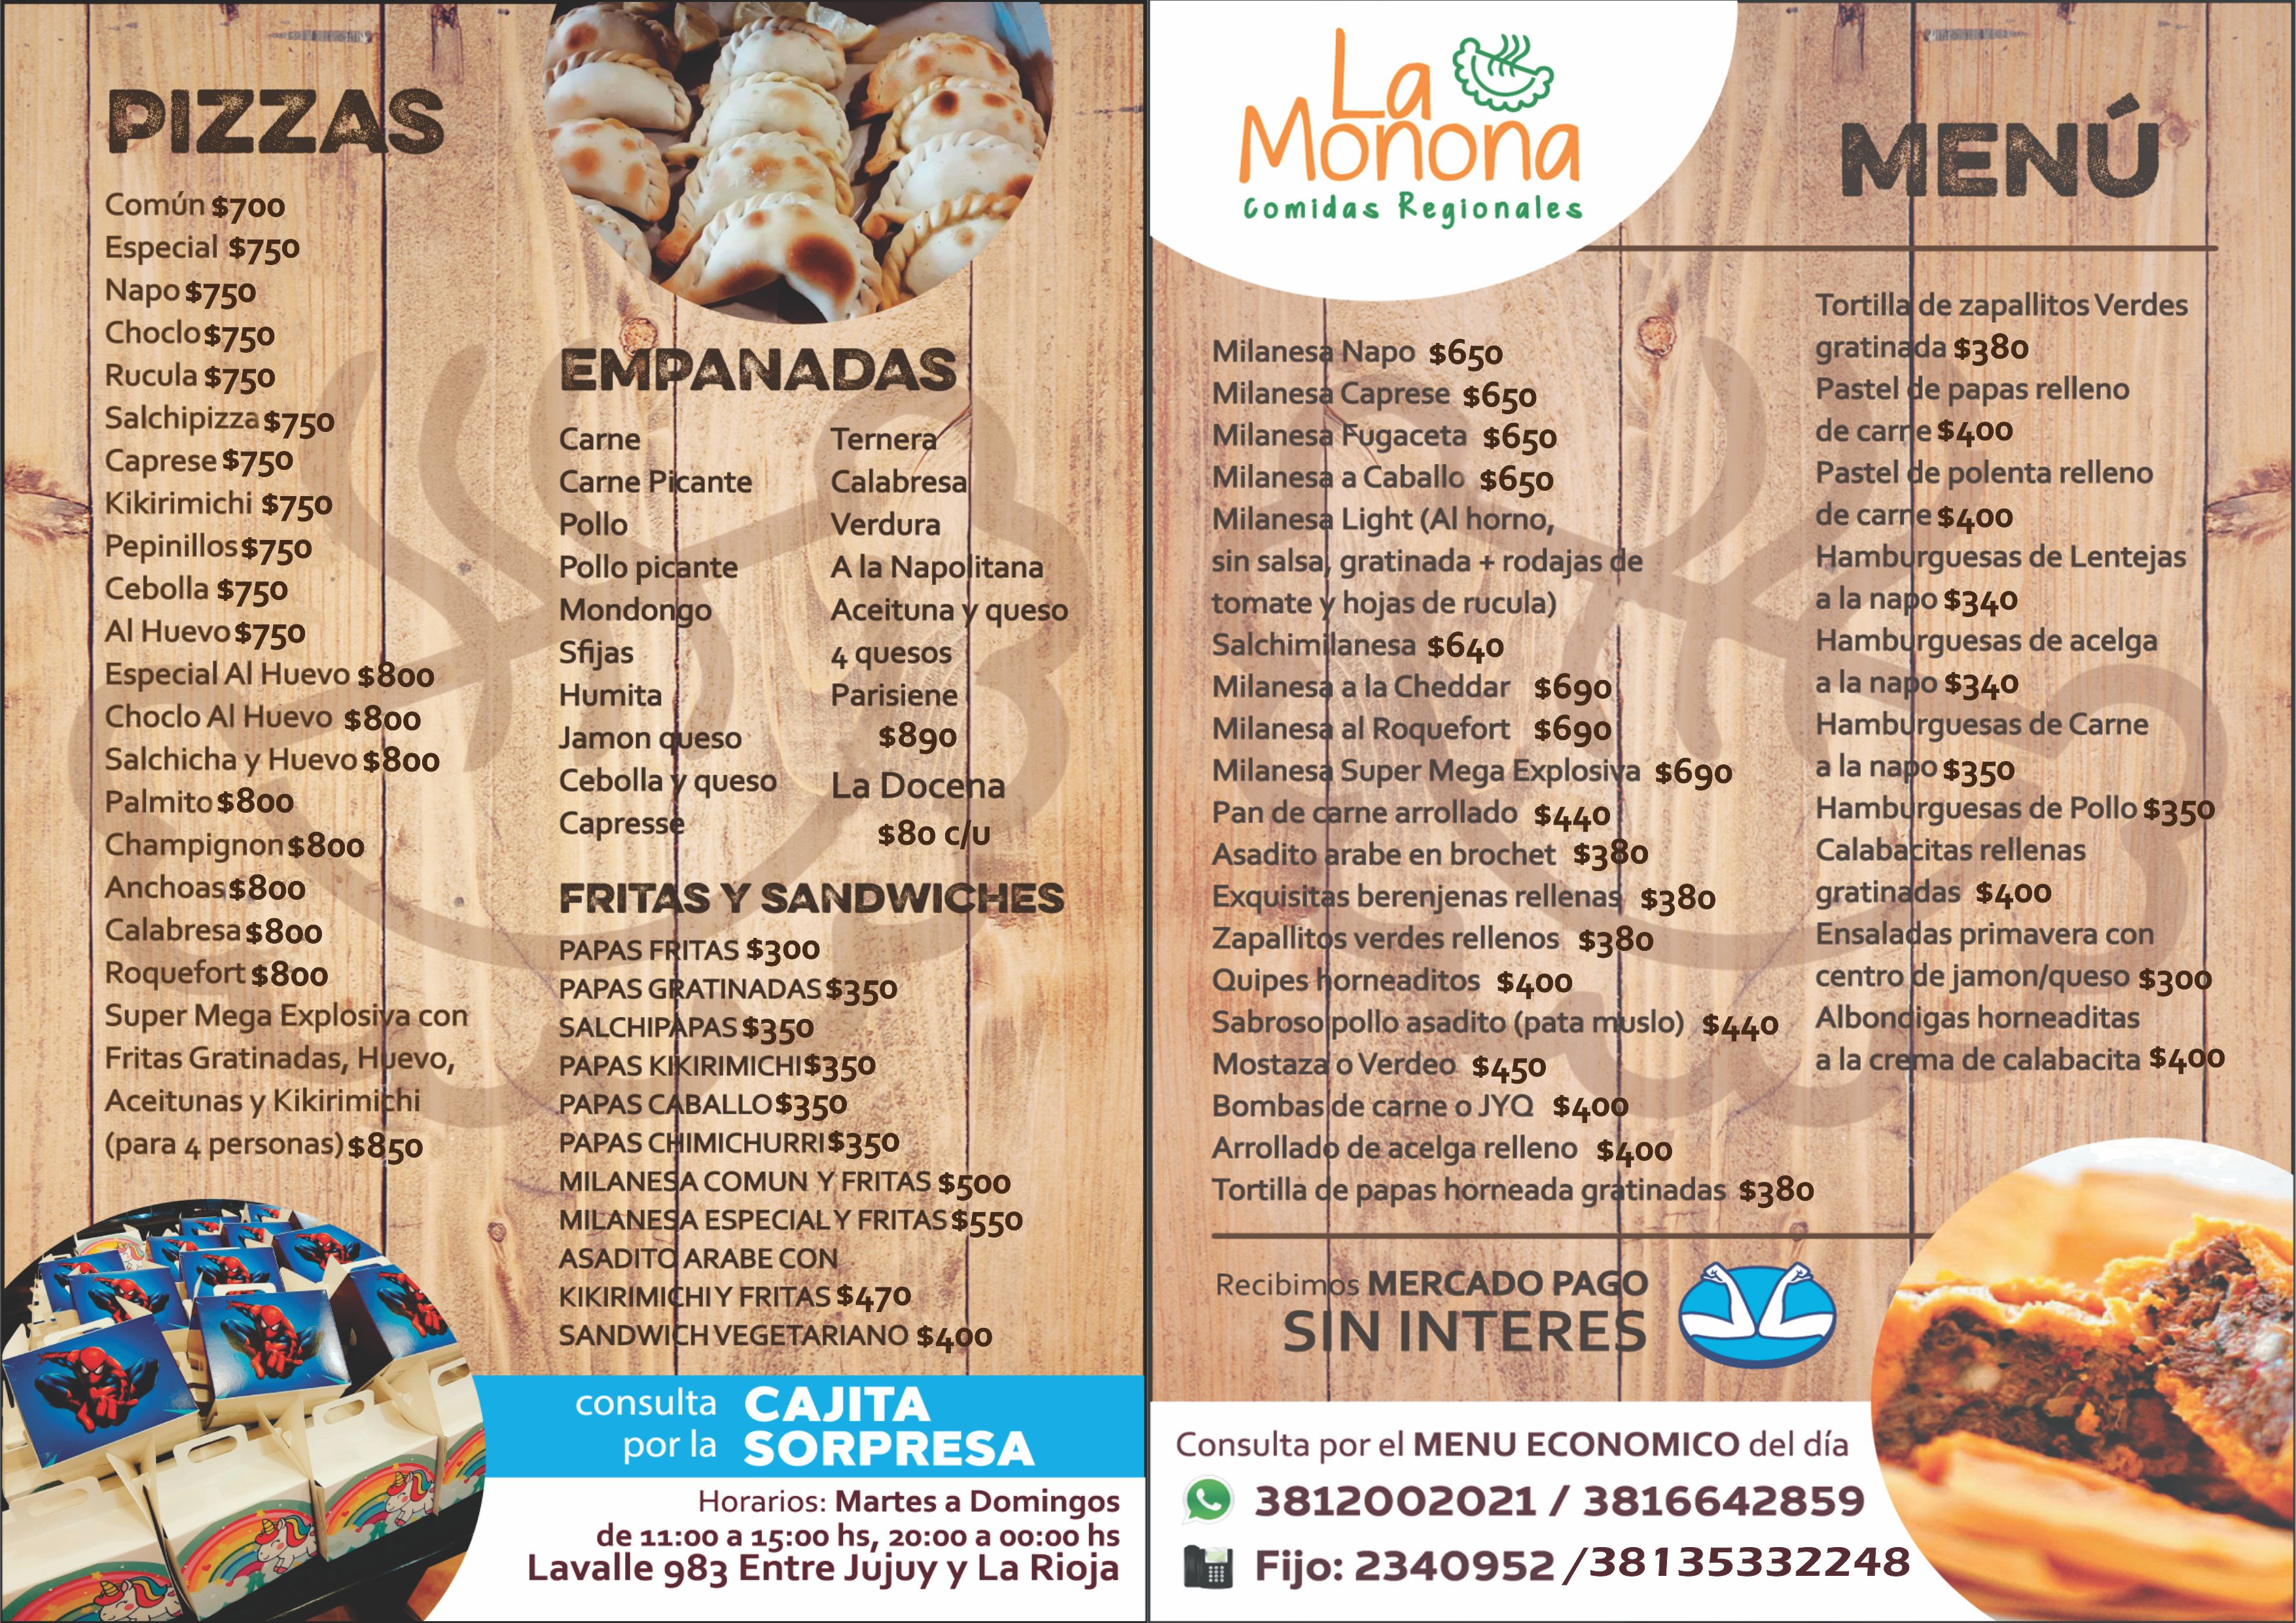 PIZZAS
Común $700
Especial $750
Napo $750
Choclo $750
Rucula $750
Salchipizza $750
Caprese $750
Kikirimichi $750
Pepinillos $750
Cebolla $750
Al Huevo $750
Especial Al Huevo $800
Choclo Al Huevo $800
Salchicha y Huevo $800
Palmito $800
Champignon $800
Anchoas $800
Calabresa $800
Roquefort $800
Super Mega Explosiva con
Fritas Gratinadas, Huevo,
Aceitunas y Kikirimichi
(para 4 personas) $850
EMPANADAS
Carne
Carne Picante
Pollo
Pollo picante
Mondongo
Sfijas
Humita
Jamon queso
Cebolla y queso
Capresse
Ternera
Calabresa
Verdura
A la Napolitana
Aceituna y queso
4 quesos
Parisiene
$890
La Docena
$80 c/u
FRITAS Y SANDWICHES
PAPAS FRITAS $300
PAPAS GRATINADAS $350
SALCHIPAPAS $350
PAPAS KIKIRIMICHI $350
PAPAS CABALLO $350
PAPAS CHIMICHURRI $350
MILANESA COMUN Y FRITAS $500
MILANESA ESPECIAL Y FRITAS $550
ASADITO ARABE CON
KIKIRIMICHI Y FRITAS $470
SANDWICH VEGETARIANO $400
consulta
por la
CAJITA
SORPRESA
Horarios: Martes a Domingos
de 11:00 a 15:00 hs, 20:00 a 00:00 hs
Lavalle 983 Entre Jujuy y La Rioja
La
Monona
Comidas Regionales
MENÚ
Milanesa Napo $650
Milanesa Caprese $650
Milanesa Fugaceta $650
Milanesa a Caballo $650
Milanesa Light (Al horno,
sin salsa, gratinada + rodajas de
tomate y hojas de rucula)
Salchimilanesa $640
Milanesa a la Cheddar $690
Milanesa al Roquefort $690
Milanesa Super Mega Explosiva $690
Pan de carne arrollado $440
Asadito arabe en brochet $380
Exquisitas berenjenas rellenas $380
Zapallitos verdes rellenos $380
Quipes horneaditos $400
Sabroso pollo asadito (pata muslo) $440
Mostaza o Verdeo $450
Bombas de carne o JYQ $400
Arrollado de acelga relleno $400
Tortilla de papas horneada gratinadas $380
Tortilla de zapallitos Verdes
gratinada $380
Pastel de papas relleno
de carne $400
Pastel de polenta relleno
de carne $400
Hamburguesas de Lentejas
a la napo $340
Hamburguesas de acelga
a la napo $340
Hamburguesas de Carne
a la napo $350
Hamburguesas de Pollo $350
Calabacitas rellenas
gratinadas $400
Ensaladas primavera con
centro de jamon/queso $300
Albondigas horneaditas
a la crema de calabacita $400
Recibimos MERCADO PAGO
SIN INTERES
Consulta por el MENU ECONOMICO del día
3812002021 / 3816642859
Fijo: 2340952 /38135332248